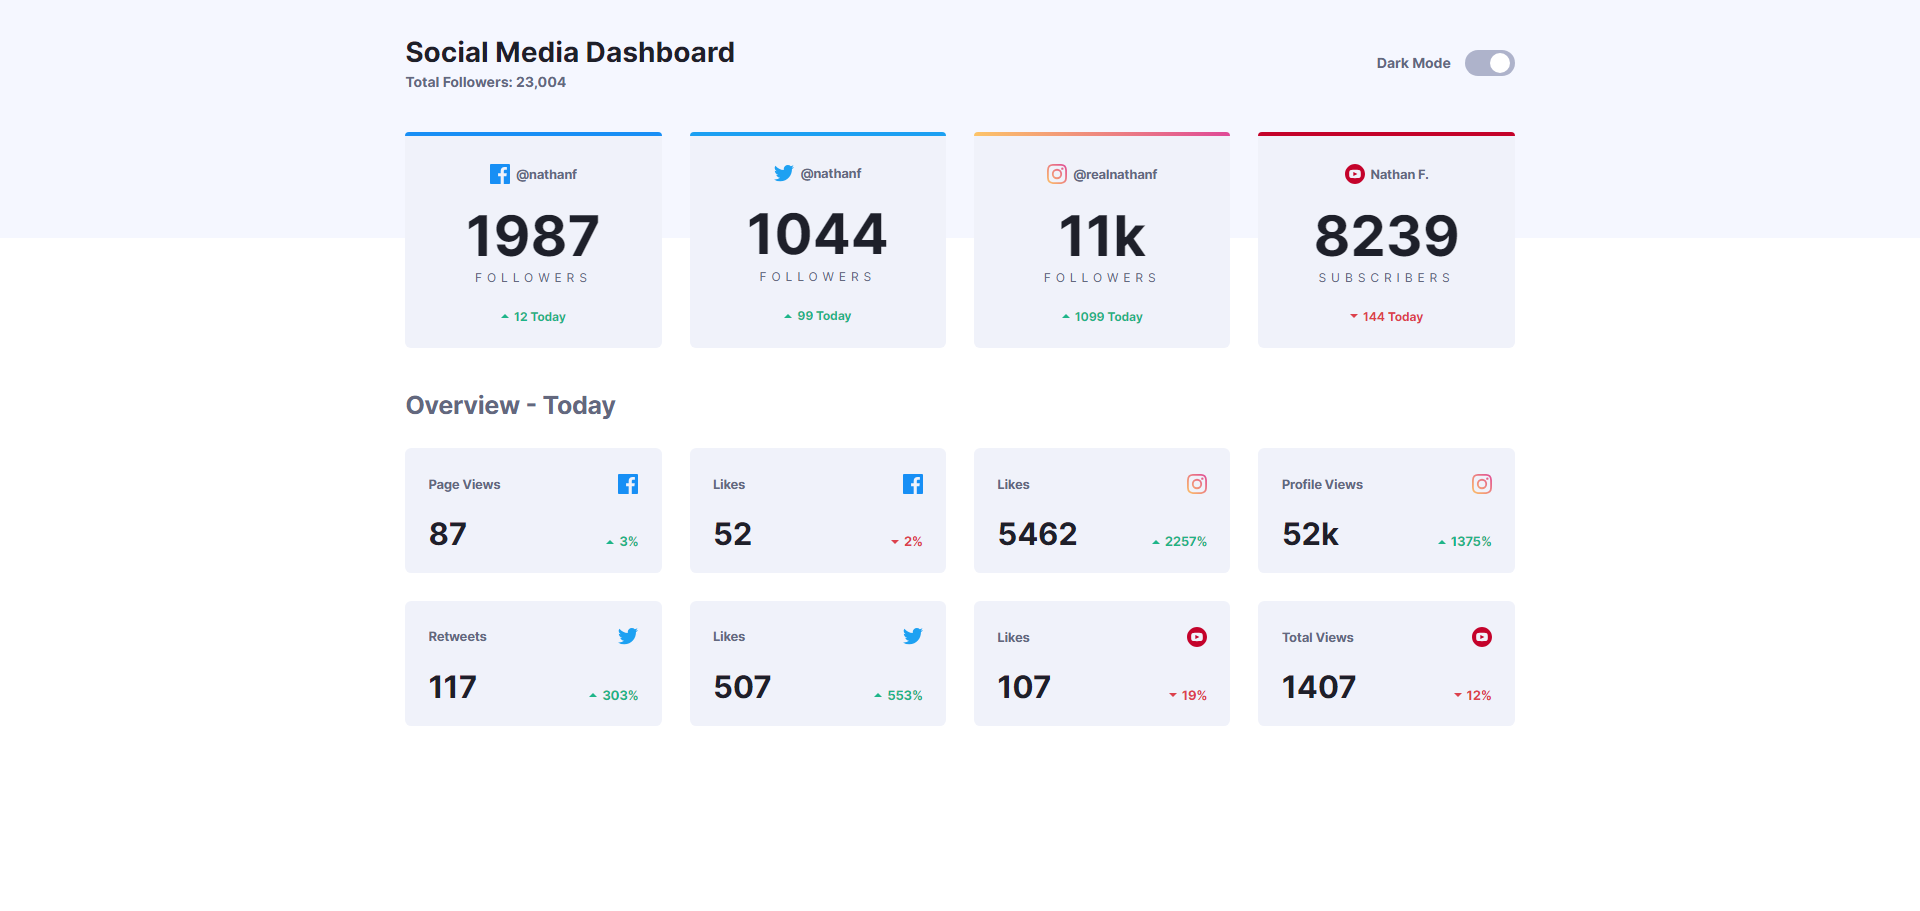 Social Media Dashboard
Total Followers: 23,004
Dark Mode
@nathanf
1987
FOLLOWERS
12 Today
@nathanf
1044
FOLLOWERS
99 Today
@realnathanf
11k
FOLLOWERS
1099 Today
Nathan F.
8239
SUBSCRIBERS
144 Today
Overview - Today
Page Views
87
3%
Likes
52
2%
Likes
5462
2257%
Profile Views
52k
1375%
Retweets
117
303%
Likes
507
553%
Likes
107
19%
Total Views
1407
12%